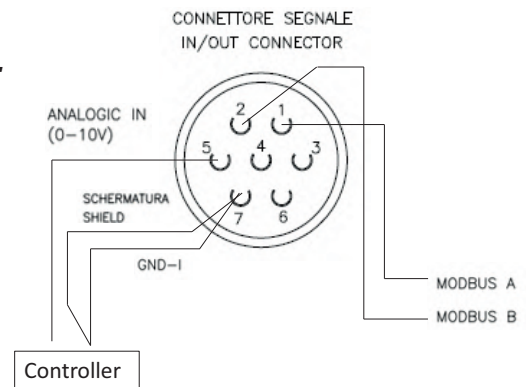 CONNETTORE SEGNALE
IN/OUT CONNECTOR
ANALOGIC IN
(0-10V)
2
1
5
4
3
SCHERMATURA
SHIELD
7
6
GND-I
MODBUS A
MODBUS B
Controller